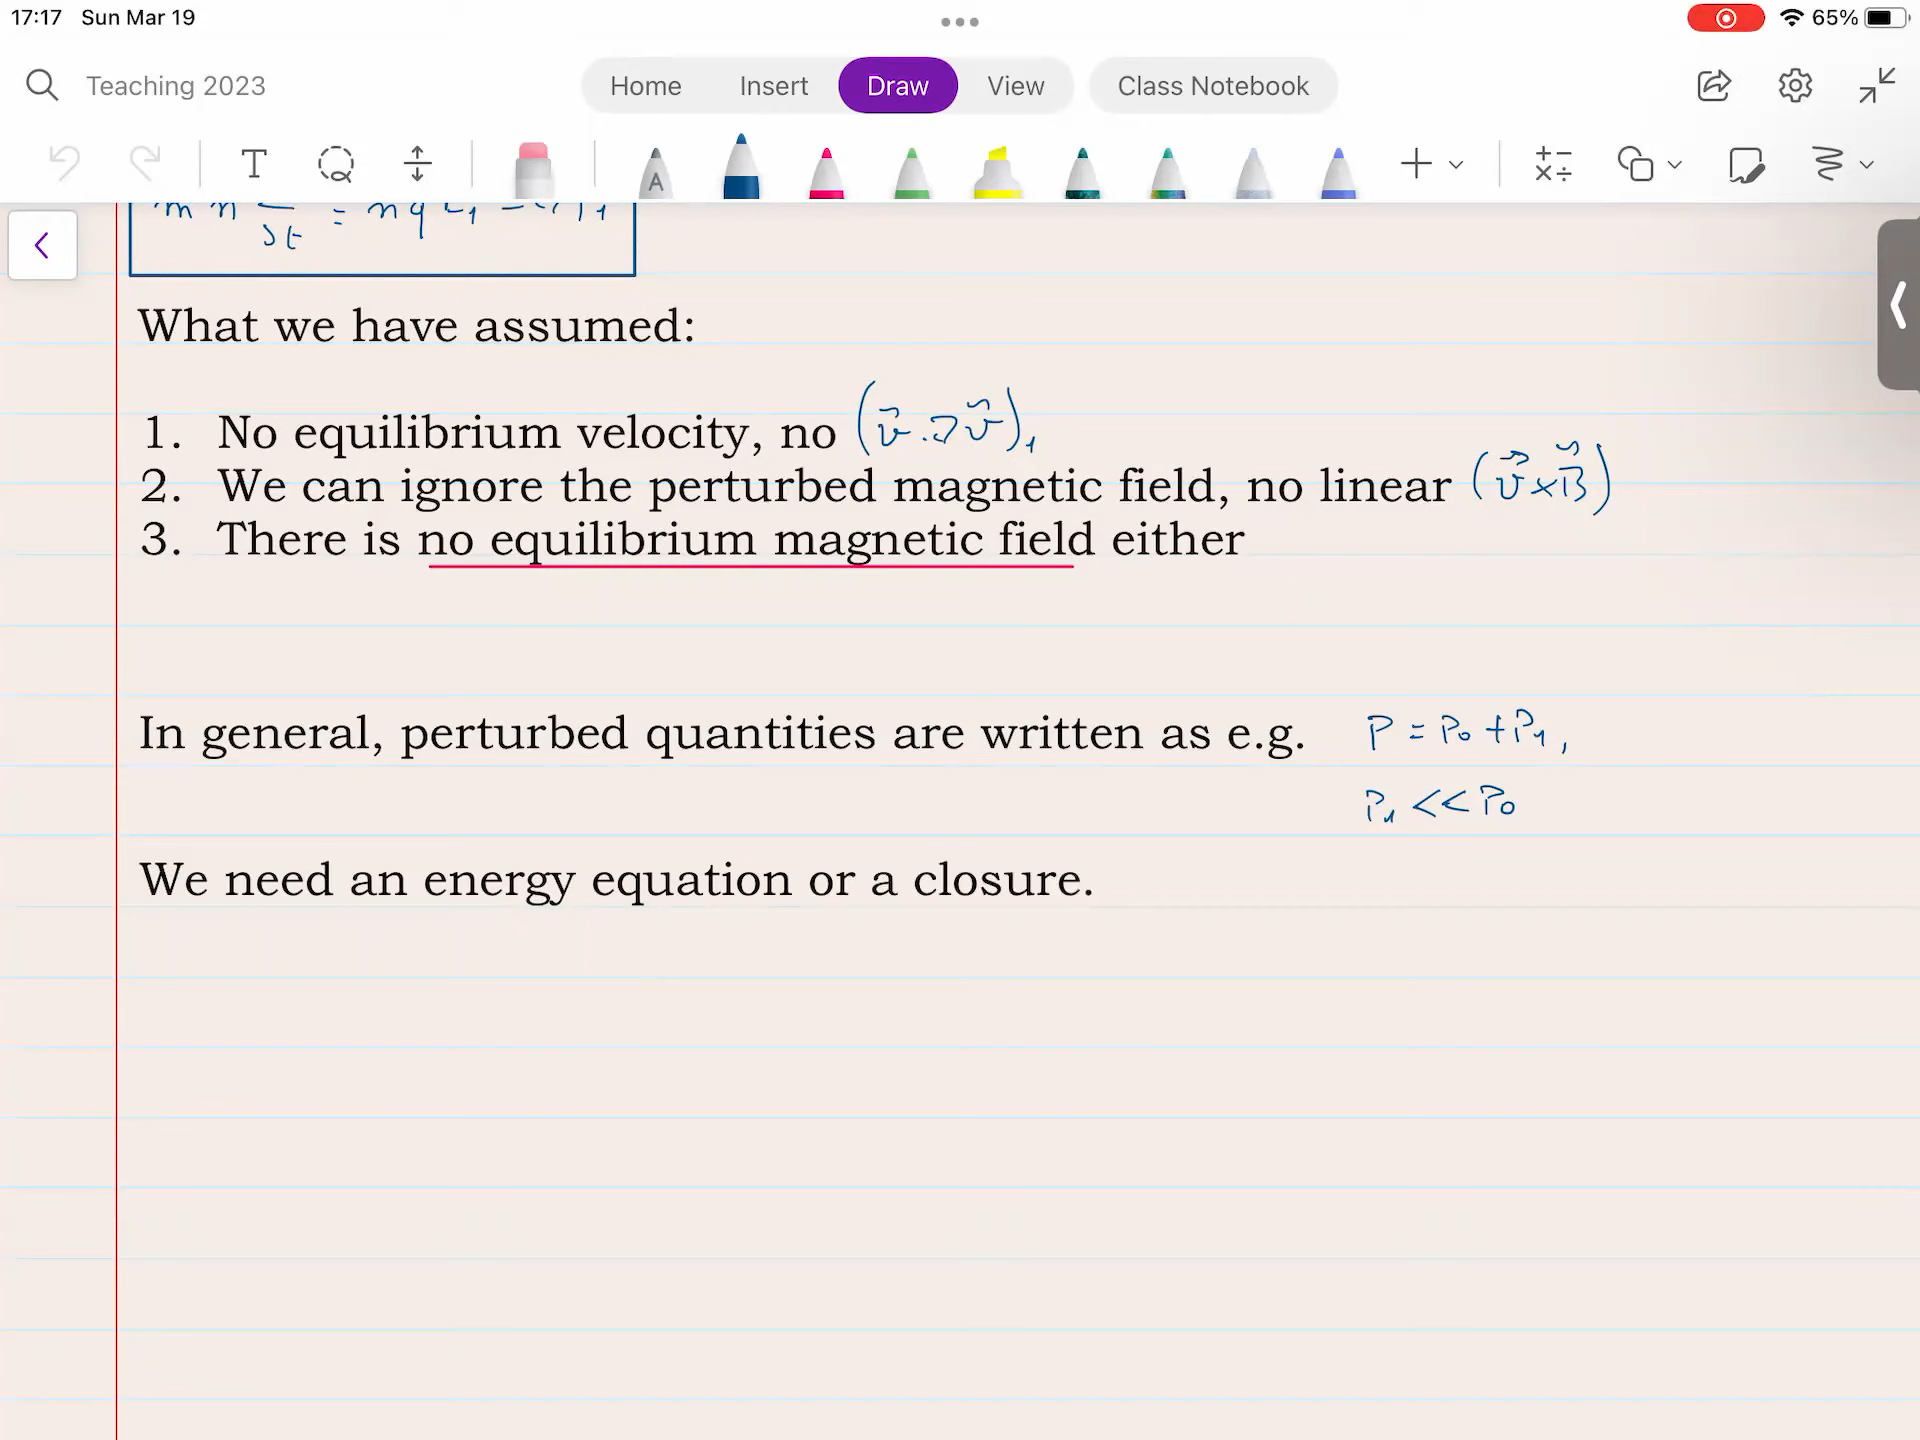 17:17 Sun Mar 19
65%
Teaching 2023
Home Insert Draw View Class Notebook
T A
∂t = n q
What we have assumed:
1. No equilibrium velocity, no (v⃗.∇v⃗)₁
2. We can ignore the perturbed magnetic field, no linear (v⃗×B⃗)
3. There is no equilibrium magnetic field either
In general, perturbed quantities are written as e.g. P = P₀ + P₁,
P₁ << P₀
We need an energy equation or a closure.